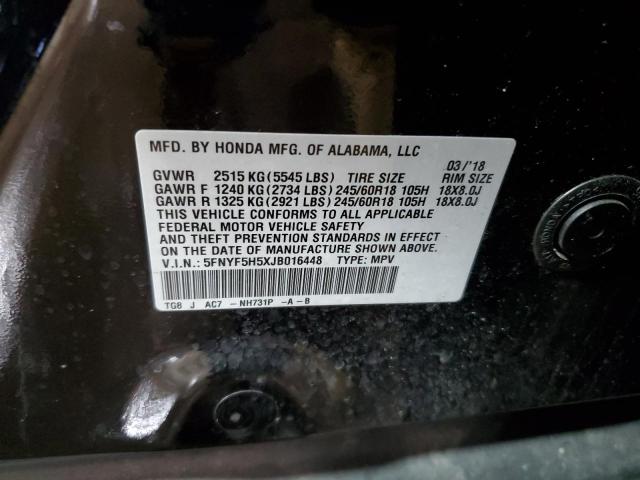 MFD. BY HONDA MFG. OF ALABAMA, LLC
03/'18
GVWR 2515 KG (5545 LBS) TIRE SIZE RIM SIZE
GAWR F 1240 KG (2734 LBS) 245/60R18 105H 18X8.0J
GAWR R 1325 KG (2921 LBS) 245/60R18 105H 18X8.0J
THIS VEHICLE CONFORMS TO ALL APPLICABLE
FEDERAL MOTOR VEHICLE SAFETY
AND THEFT PREVENTION STANDARDS IN EFFECT
ON THE DATE OF MANUFACTURE SHOWN ABOVE.
V.I.N.: 5FNYF5H5XJB016448 TYPE: MPV
TG8 J AC7 -NH731P -A-B